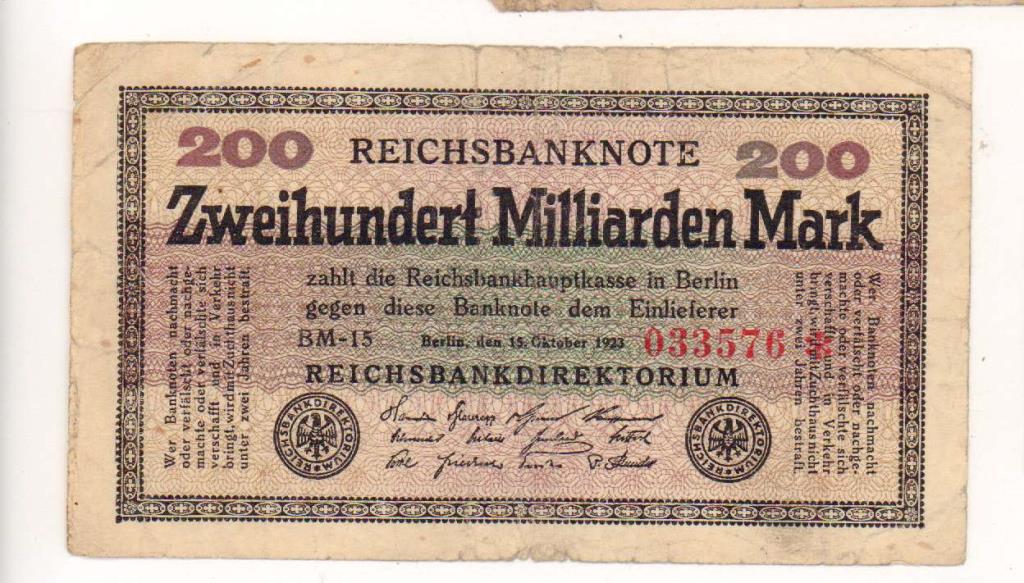 200 REICHSBANKNOTE 200
Zweihundert Milliarden Mark
zahlt die Reichsbankhauptkasse in Berlin
gegen diese Banknote dem Einlieferer
BM-15 Berlin, den 15. Oktober 1923 033576 *
REICHSBANKDIREKTORIUM
Wer Banknoten nachmacht
oder verfälscht oder nachge-
machte oder verfälschte sich
verschafft und in Verkehr
bringt, wird mit Zuchthaus nicht
unter zwei Jahren bestraft.
Wer Banknoten nachmacht
oder verfälscht oder nachge-
machte oder verfälschte sich
verschafft und in Verkehr
bringt, wird mit Zuchthaus nicht
unter zwei Jahren bestraft.
REICHSBANKDIREKTORIUM
REICHSBANKDIREKTORIUM